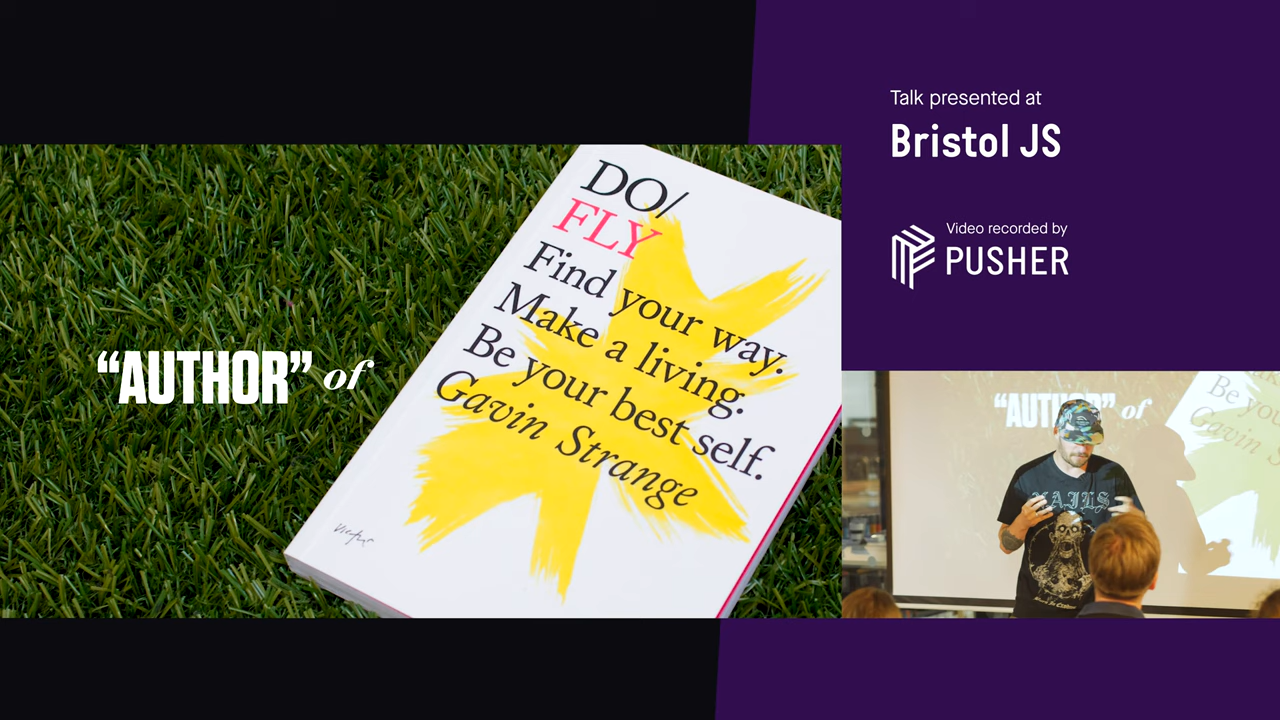 Talk presented at
Bristol JS
Video recorded by
PUSHER
“AUTHOR” of
DO/
FLY
Find your way.
Make a living.
Be your best self.
Gavin Strange
NAILS